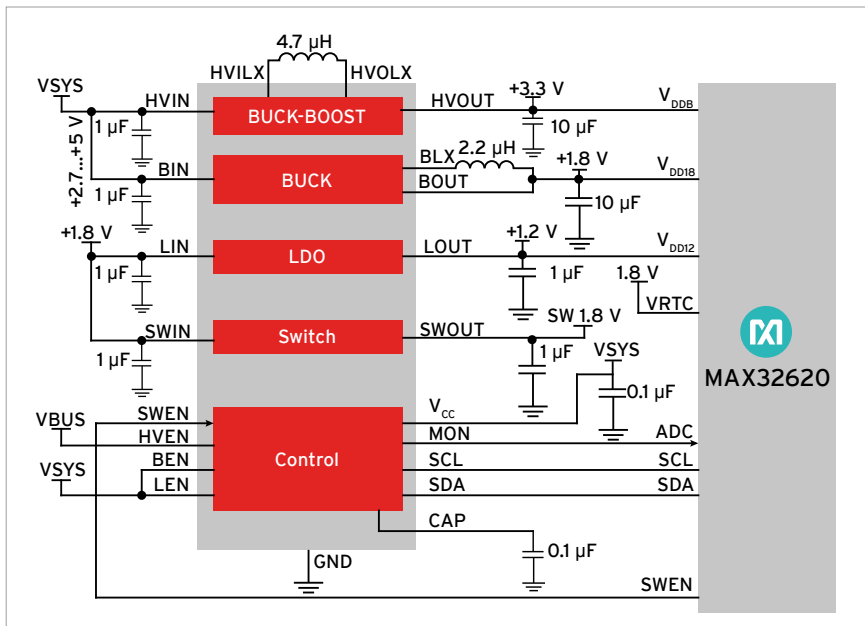 4.7 µH
HVILX HVOLX
VSYS
HVIN
BUCK-BOOST
HVOUT
+3.3 V
V_DDB
1 µF
10 µF
+2.7...+5 V
BIN
BUCK
BLX
2.2 µH
BOUT
+1.8 V
V_DD18
1 µF
10 µF
+1.8 V
LIN
LDO
LOUT
+1.2 V
V_DD12
1 µF
1 µF
1.8 V
VRTC
SWIN
Switch
SWOUT
SW 1.8 V
1 µF
1 µF
VSYS
0.1 µF
MAX32620
SWEN
V_CC
VBUS
HVEN
Control
MON
ADC
BEN
SCL
SCL
VSYS
LEN
SDA
SDA
CAP
0.1 µF
GND
SWEN